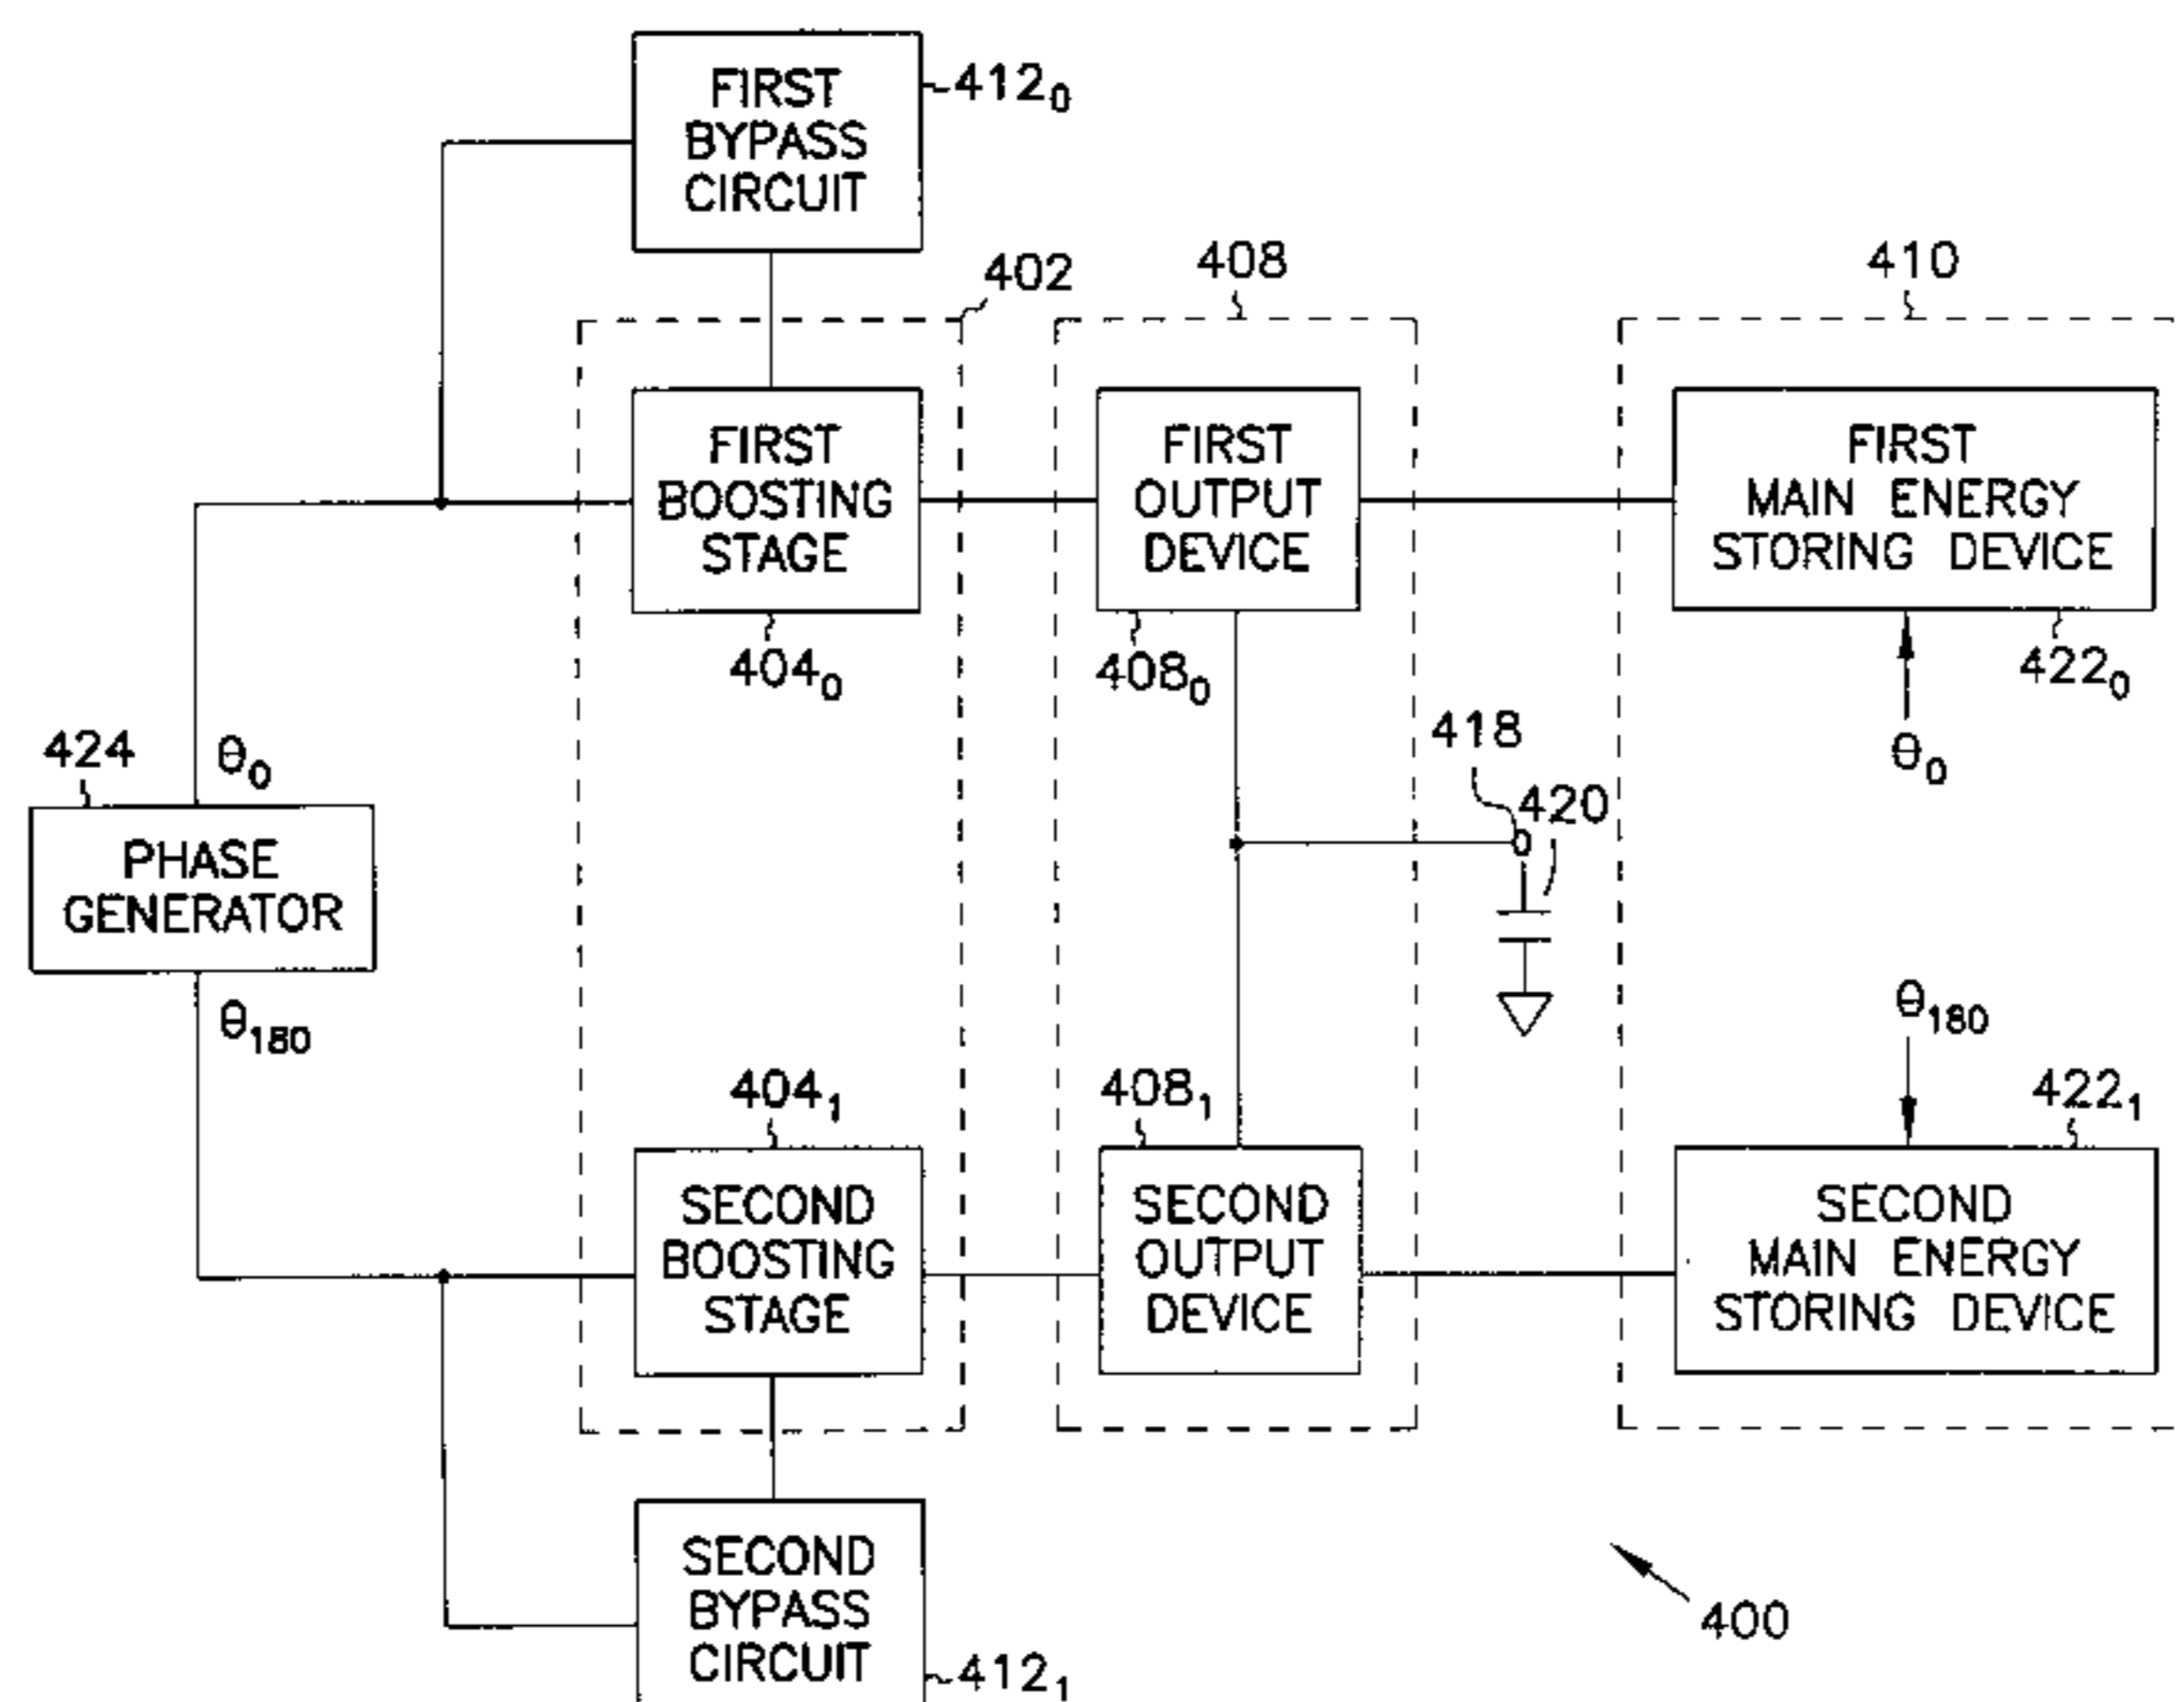 FIRST
BYPASS
CIRCUIT
412₀
402
408
410
FIRST
BOOSTING
STAGE
404₀
FIRST
OUTPUT
DEVICE
408₀
FIRST
MAIN ENERGY
STORING DEVICE
422₀
θ₀
418
420
424
θ₀
PHASE
GENERATOR
θ₁₈₀
θ₁₈₀
404₁
SECOND
BOOSTING
STAGE
408₁
SECOND
OUTPUT
DEVICE
422₁
SECOND
MAIN ENERGY
STORING DEVICE
SECOND
BYPASS
CIRCUIT
412₁
400